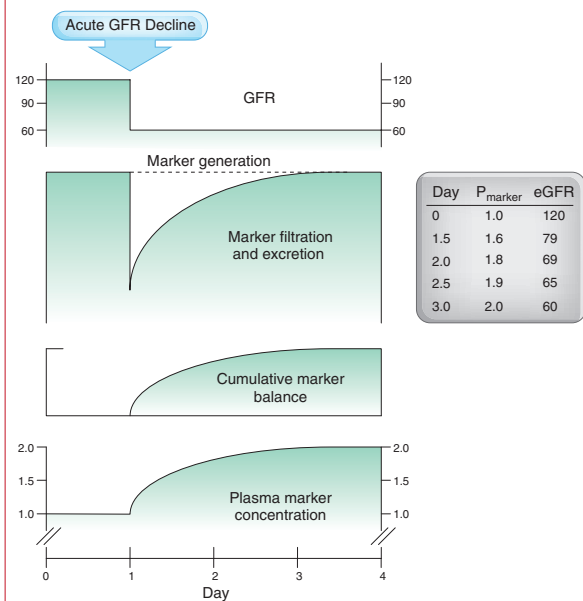 Acute GFR Decline
120
90
60
GFR
120
90
60
Marker generation
Marker filtration
and excretion
Day P_marker eGFR
0 1.0 120
1.5 1.6 79
2.0 1.8 69
2.5 1.9 65
3.0 2.0 60
Cumulative marker
balance
2.0
1.5
1.0
Plasma marker
concentration
2.0
1.5
1.0
0 1 2 3 4
Day